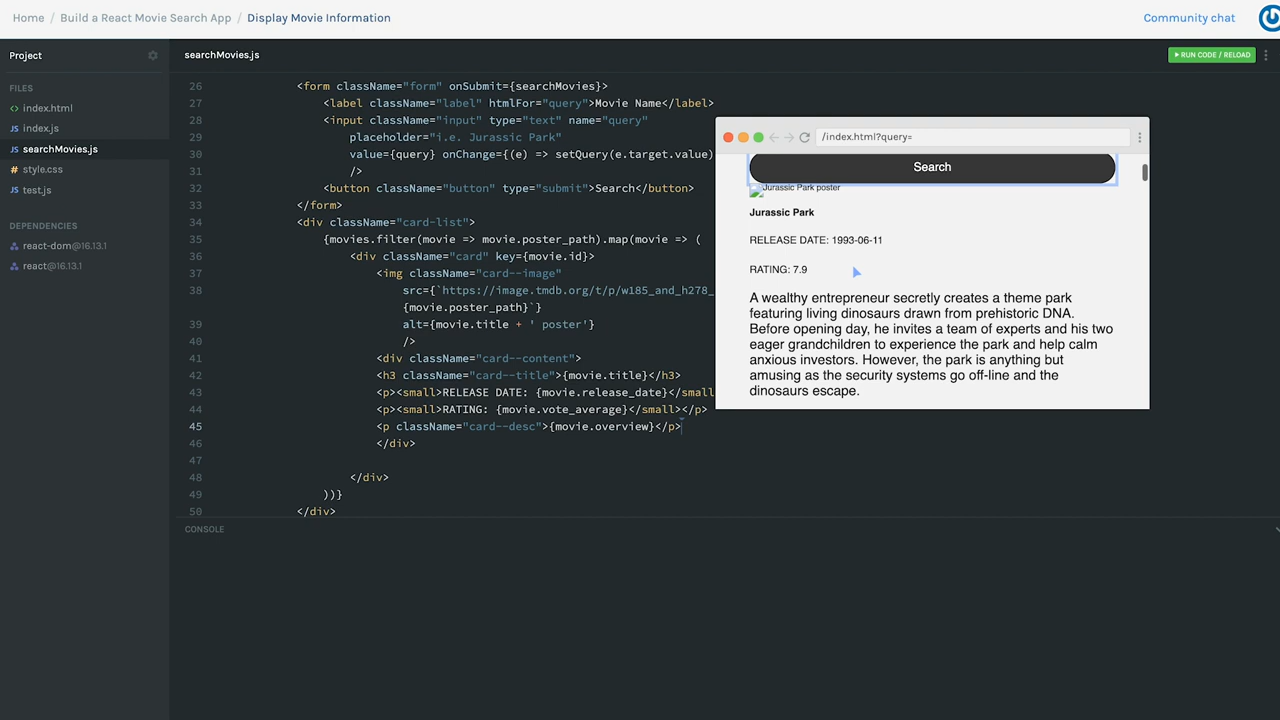 Home / Build a React Movie Search App / Display Movie Information
Community chat
Project
searchMovies.js
RUN CODE / RELOAD
FILES
<> index.html
JS index.js
JS searchMovies.js
style.css
JS test.js
DEPENDENCIES
react-dom@16.13.1
react@16.13.1
26 <form className="form" onSubmit={searchMovies}>
27 <label className="label" htmlFor="query">Movie Name</label>
28 <input className="input" type="text" name="query"
29 placeholder="i.e. Jurassic Park"
30 value={query} onChange={(e) => setQuery(e.target.value)
31 />
32 <button className="button" type="submit">Search</button>
33 </form>
34 <div className="card-list">
35 {movies.filter(movie => movie.poster_path).map(movie => (
36 <div className="card" key={movie.id}>
37 <img className="card--image"
38 src={`https://image.tmdb.org/t/p/w185_and_h278_
{movie.poster_path}`}
39 alt={movie.title + ' poster'}
40 />
41 <div className="card--content">
42 <h3 className="card--title">{movie.title}</h3>
43 <p><small>RELEASE DATE: {movie.release_date}</small
44 <p><small>RATING: {movie.vote_average}</small></p>
45 <p className="card--desc">{movie.overview}</p>
46 </div>
47
48 </div>
49 ))}
50 </div>
/index.html?query=
Search
Jurassic Park poster
Jurassic Park
RELEASE DATE: 1993-06-11
RATING: 7.9
A wealthy entrepreneur secretly creates a theme park
featuring living dinosaurs drawn from prehistoric DNA.
Before opening day, he invites a team of experts and his two
eager grandchildren to experience the park and help calm
anxious investors. However, the park is anything but
amusing as the security systems go off-line and the
dinosaurs escape.
CONSOLE